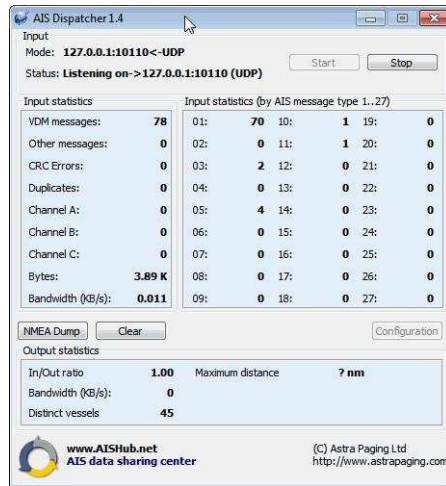 AIS Dispatcher 1.4
Input
Mode: 127.0.0.1:10110<-UDP
Status: Listening on->127.0.0.1:10110 (UDP)
Start
Stop
Input statistics
VDM messages: 78
Other messages: 0
CRC Errors: 0
Duplicates: 0
Channel A: 0
Channel B: 0
Channel C: 0
Bytes: 3.89 K
Bandwidth (KB/s): 0.011
Input statistics (by AIS message type 1..27)
01: 70 10: 1 19: 0
02: 0 11: 1 20: 0
03: 2 12: 0 21: 0
04: 0 13: 0 22: 0
05: 4 14: 0 23: 0
06: 0 15: 0 24: 0
07: 0 16: 0 25: 0
08: 0 17: 0 26: 0
09: 0 18: 0 27: 0
NMEA Dump
Clear
Configuration
Output statistics
In/Out ratio 1.00 Maximum distance ? nm
Bandwidth (KB/s): 0
Distinct vessels 45
www.AISHub.net
AIS data sharing center
(C) Astra Paging Ltd
http://www.astrapaging.com